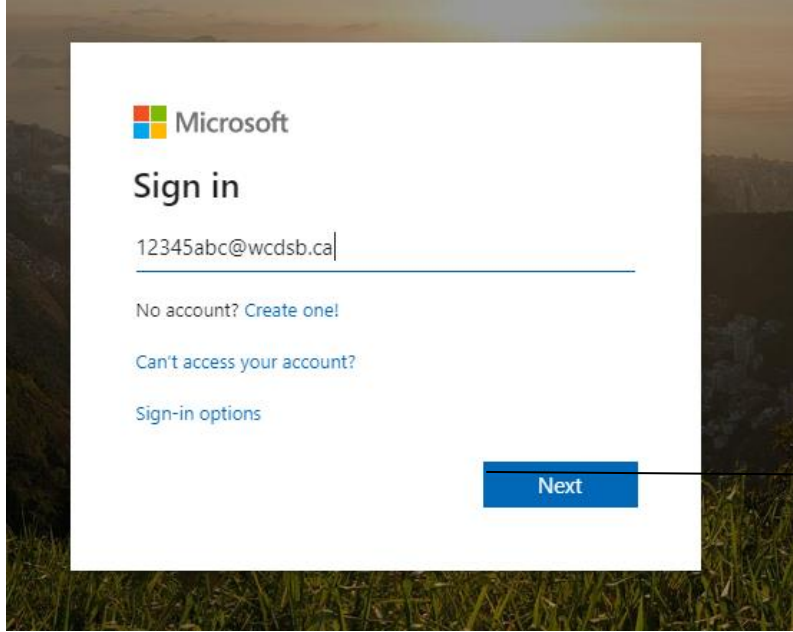 Microsoft
Sign in
12345abc@wcdsb.ca
No account? Create one!
Can't access your account?
Sign-in options
Next